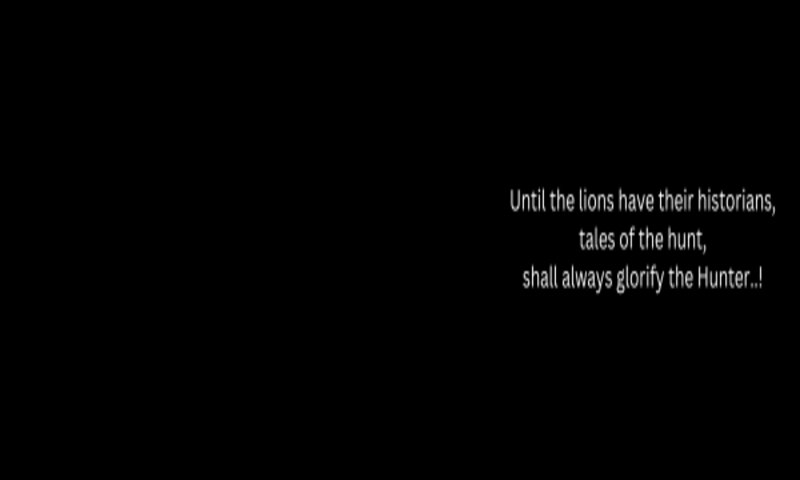 Until the lions have their historians,
tales of the hunt,
shall always glorify the Hunter..!